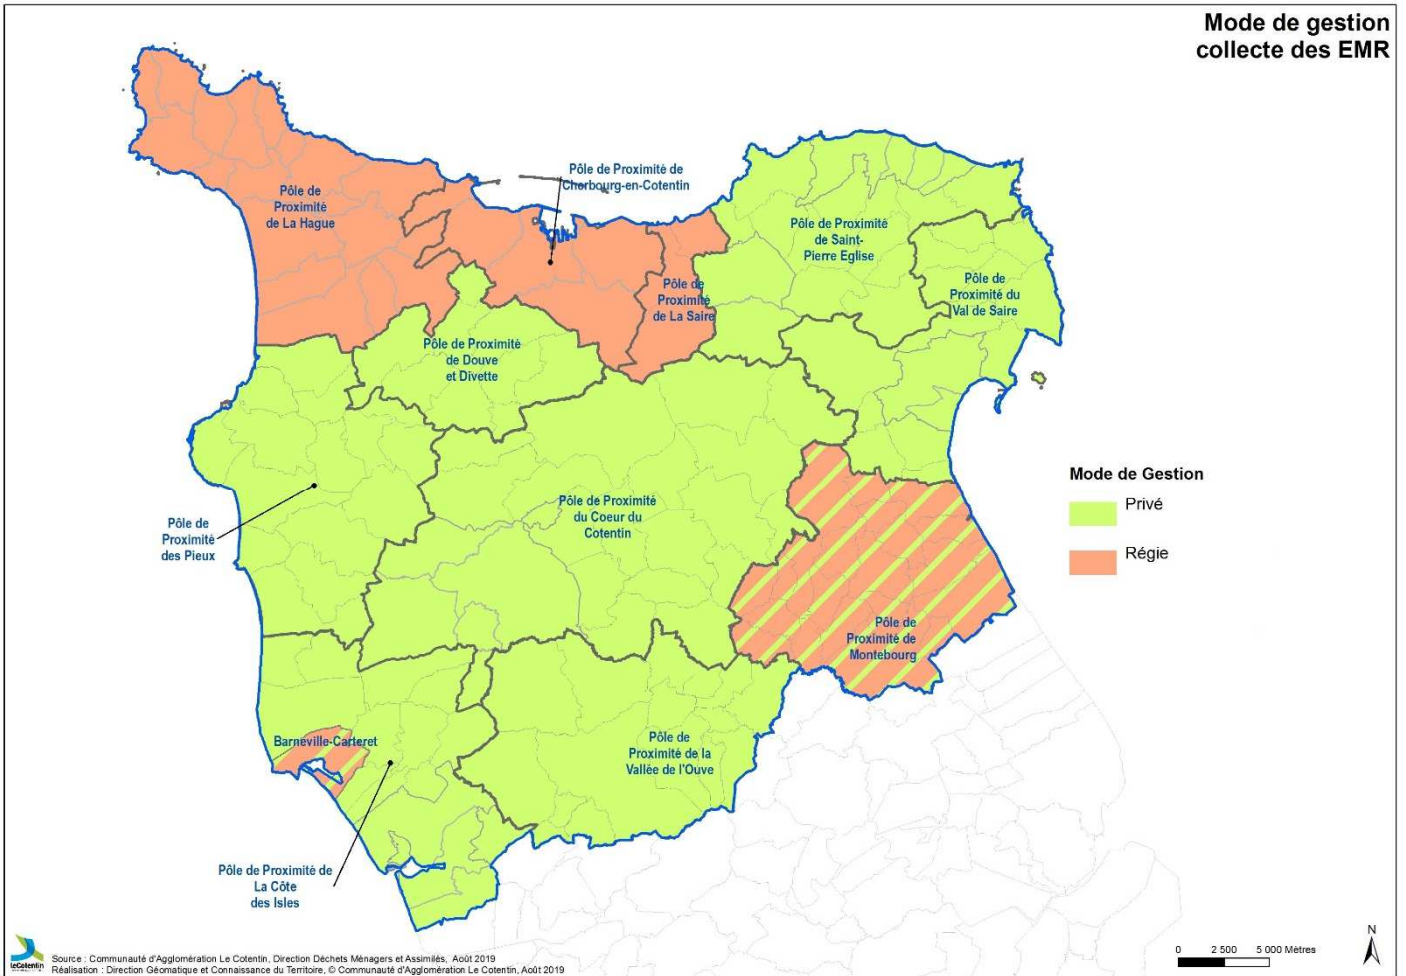 Mode de gestion
collecte des EMR
Pôle de Proximité de
Cherbourg-en-Cotentin
Pôle de
Proximité
de La Hague
Pôle de Proximité
de Saint-
Pierre Eglise
Pôle de
Proximité du
Val de Saire
Pôle de
Proximité
de La Saire
Pôle de Proximité
de Douve
et Divette
Pôle de Proximité
du Coeur du
Cotentin
Pôle de
Proximité
des Pieux
Mode de Gestion
Privé
Régie
Pôle de
Proximité de
Montebourg
Barneville-Carteret
Pôle de
Proximité de la
Vallée de l'Ouve
Pôle de Proximité de
La Côte
des Isles
N
0 2 500 5 000 Mètres
leCotentin
Source : Communauté d'Agglomération Le Cotentin, Direction Déchets Ménagers et Assimilés, Août 2019
Réalisation : Direction Géomatique et Connaissance du Territoire, © Communauté d'Agglomération Le Cotentin, Août 2019